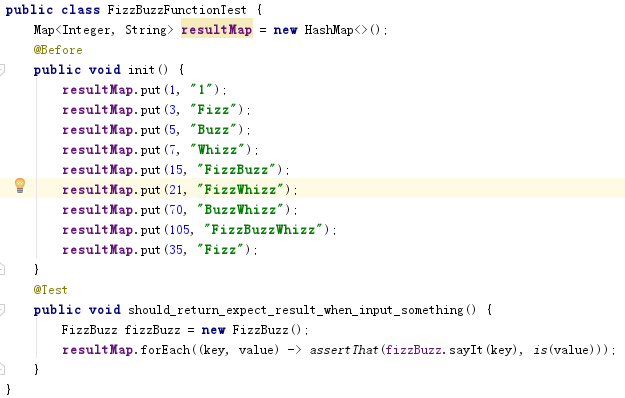 public class FizzBuzzFunctionTest {
    Map<Integer, String> resultMap = new HashMap<>();
    @Before
    public void init() {
        resultMap.put(1, "1");
        resultMap.put(3, "Fizz");
        resultMap.put(5, "Buzz");
        resultMap.put(7, "Whizz");
        resultMap.put(15, "FizzBuzz");
        resultMap.put(21, "FizzWhizz");
        resultMap.put(70, "BuzzWhizz");
        resultMap.put(105, "FizzBuzzWhizz");
        resultMap.put(35, "Fizz");
    }
    @Test
    public void should_return_expect_result_when_input_something() {
        FizzBuzz fizzBuzz = new FizzBuzz();
        resultMap.forEach((key, value) -> assertThat(fizzBuzz.sayIt(key), is(value)));
    }
}